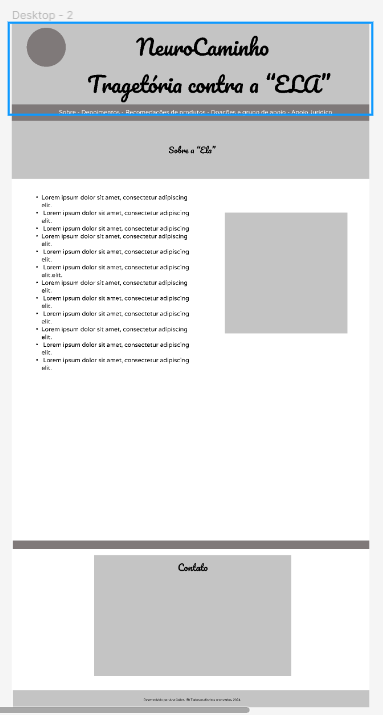 Desktop - 2
NeuroCaminho
Tragetória contra a “ELA”
Sobre - Depoimentos - Recomendações de produtos - Doações a grupo de apoio - Apoio Jurídico
Sobre a “Ela”
• Lorem ipsum dolor sit amet, consectetur adipiscing
elit.
• Lorem ipsum dolor sit amet, consectetur adipiscing
elit.
• Lorem ipsum dolor sit amet, consectetur adipiscing
• Lorem ipsum dolor sit amet, consectetur adipiscing
elit.
• Lorem ipsum dolor sit amet, consectetur adipiscing
elit.
• Lorem ipsum dolor sit amet, consectetur adipiscing
elit.elit.
• Lorem ipsum dolor sit amet, consectetur adipiscing
elit.
• Lorem ipsum dolor sit amet, consectetur adipiscing
elit.
• Lorem ipsum dolor sit amet, consectetur adipiscing
elit.
• Lorem ipsum dolor sit amet, consectetur adipiscing
elit.
• Lorem ipsum dolor sit amet, consectetur adipiscing
elit.
• Lorem ipsum dolor sit amet, consectetur adipiscing
elit.
Contato